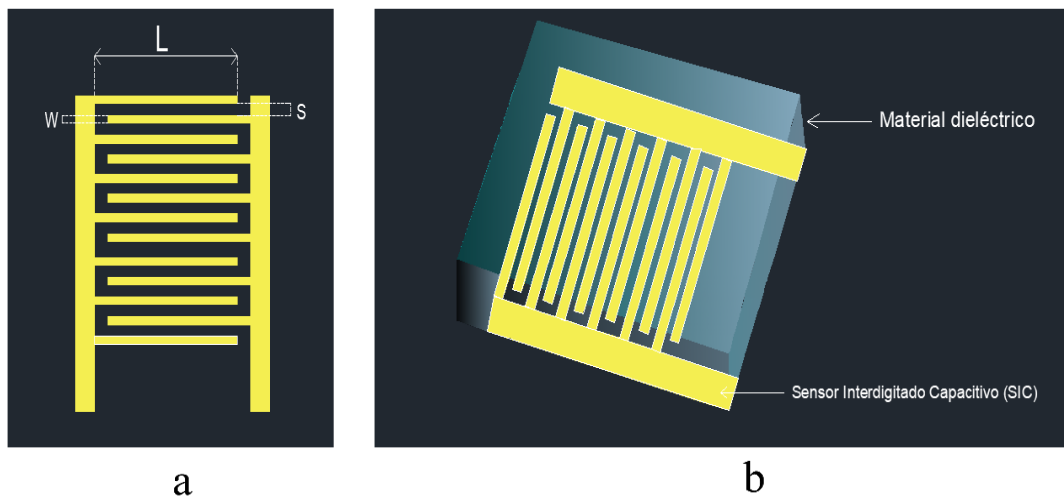 L
W
S
Material dieléctrico
Sensor Interdigitado Capacitivo (SIC)
a
b